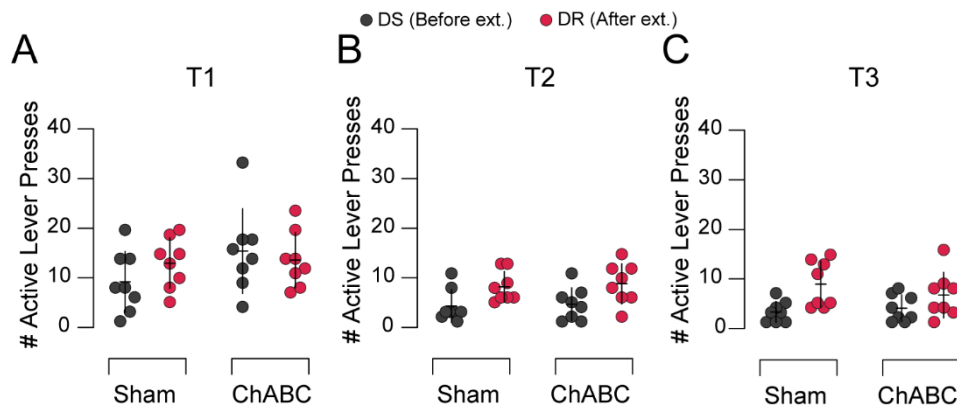 DS (Before ext.) DR (After ext.)
A B C
T1 T2 T3
# Active Lever Presses
40
30
20
10
0
Sham ChABC
# Active Lever Presses
40
30
20
10
0
Sham ChABC
# Active Lever Presses
40
30
20
10
0
Sham ChABC